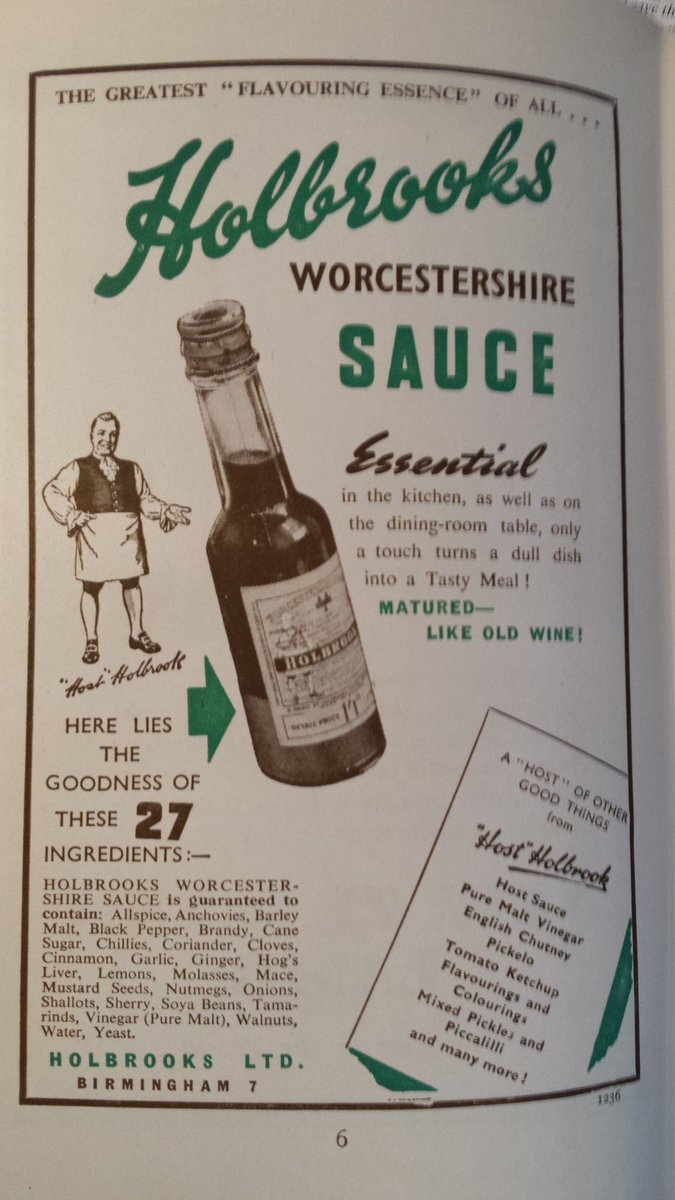 THE GREATEST "FLAVOURING ESSENCE" OF ALL . . .
Holbrooks
WORCESTERSHIRE
SAUCE
Essential
in the kitchen, as well as on
the dining-room table, only
a touch turns a dull dish
into a Tasty Meal!
MATURED—
LIKE OLD WINE!
HOLBROOKS
RETAIL PRICE 1'1
"Host" Holbrook
HERE LIES
THE
GOODNESS OF
THESE 27
INGREDIENTS:—
HOLBROOKS WORCESTER-
SHIRE SAUCE is guaranteed to
contain: Allspice, Anchovies, Barley
Malt, Black Pepper, Brandy, Cane
Sugar, Chillies, Coriander, Cloves,
Cinnamon, Garlic, Ginger, Hog's
Liver, Lemons, Molasses, Mace,
Mustard Seeds, Nutmegs, Onions,
Shallots, Sherry, Soya Beans, Tama-
rinds, Vinegar (Pure Malt), Walnuts,
Water, Yeast.
HOLBROOKS LTD.
BIRMINGHAM 7
A "HOST" OF OTHER
GOOD THINGS
from
"Host" Holbrook
Host Sauce
Pure Malt Vinegar
English Chutney
Pickelo
Tomato Ketchup
Flavourings and
Colourings
Mixed Pickles and
Piccalilli
and many more!
1236
6